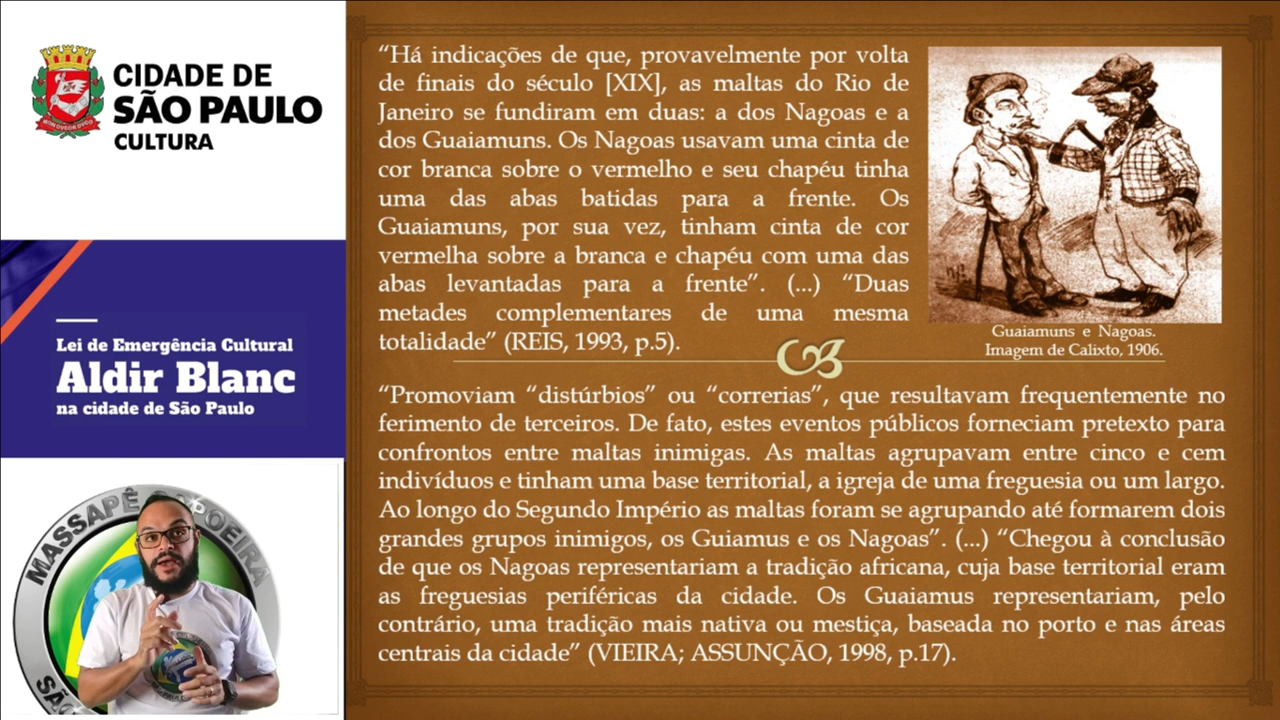 CIDADE DE
SÃO PAULO
CULTURA
Lei de Emergência Cultural
Aldir Blanc
na cidade de São Paulo
MASSAPÊ CAPOEIRA
SÃO
“Há indicações de que, provavelmente por volta
de finais do século [XIX], as maltas do Rio de
Janeiro se fundiram em duas: a dos Nagoas e a
dos Guaiamuns. Os Nagoas usavam uma cinta de
cor branca sobre o vermelho e seu chapéu tinha
uma das abas batidas para a frente. Os
Guaiamuns, por sua vez, tinham cinta de cor
vermelha sobre a branca e chapéu com uma das
abas levantadas para a frente”. (...) “Duas
metades complementares de uma mesma
totalidade” (REIS, 1993, p.5).
Guaiamuns e Nagoas.
Imagem de Calixto, 1906.
“Promoviam “distúrbios” ou “correrias”, que resultavam frequentemente no
ferimento de terceiros. De fato, estes eventos públicos forneciam pretexto para
confrontos entre maltas inimigas. As maltas agrupavam entre cinco e cem
indivíduos e tinham uma base territorial, a igreja de uma freguesia ou um largo.
Ao longo do Segundo Império as maltas foram se agrupando até formarem dois
grandes grupos inimigos, os Guiamus e os Nagoas”. (...) “Chegou à conclusão
de que os Nagoas representariam a tradição africana, cuja base territorial eram
as freguesias periféricas da cidade. Os Guaiamus representariam, pelo
contrário, uma tradição mais nativa ou mestiça, baseada no porto e nas áreas
centrais da cidade” (VIEIRA; ASSUNÇÃO, 1998, p.17).